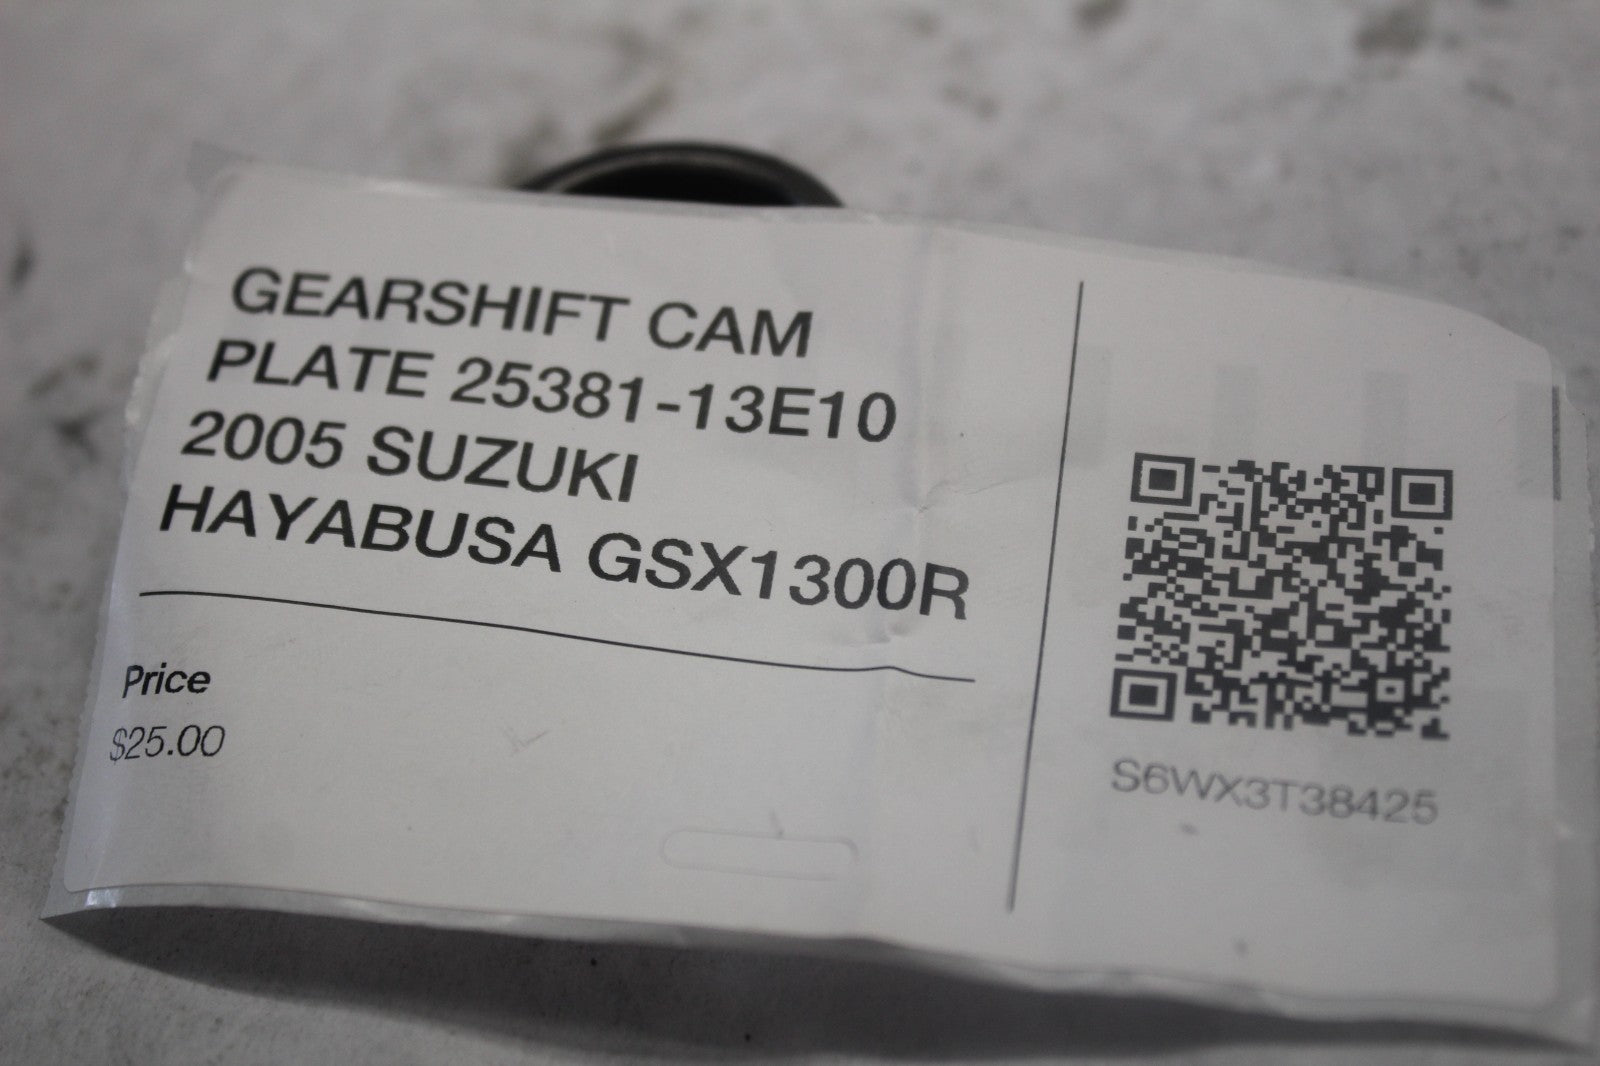 GEARSHIFT CAM
PLATE 25381-13E10
2005 SUZUKI
HAYABUSA GSX1300R
Price
$25.00
S6WX3T38425